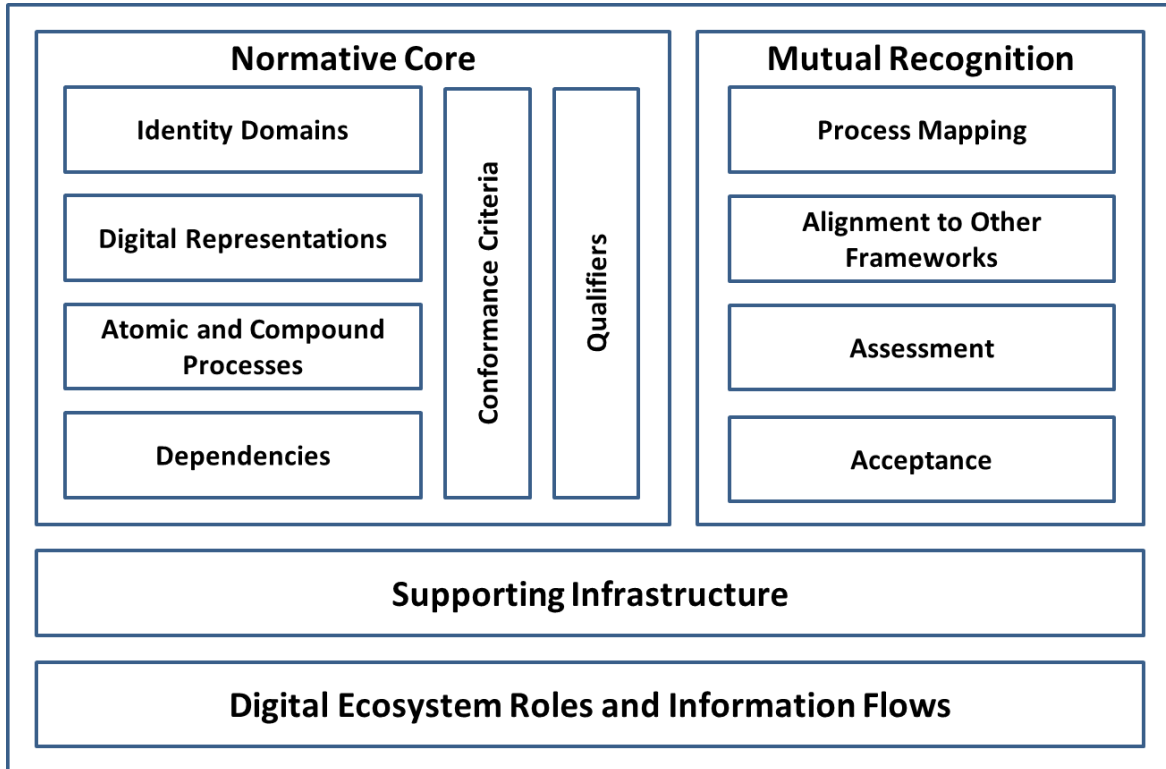 Normative Core
Identity Domains
Digital Representations
Atomic and Compound
Processes
Dependencies
Conformance Criteria
Qualifiers
Mutual Recognition
Process Mapping
Alignment to Other
Frameworks
Assessment
Acceptance
Supporting Infrastructure
Digital Ecosystem Roles and Information Flows